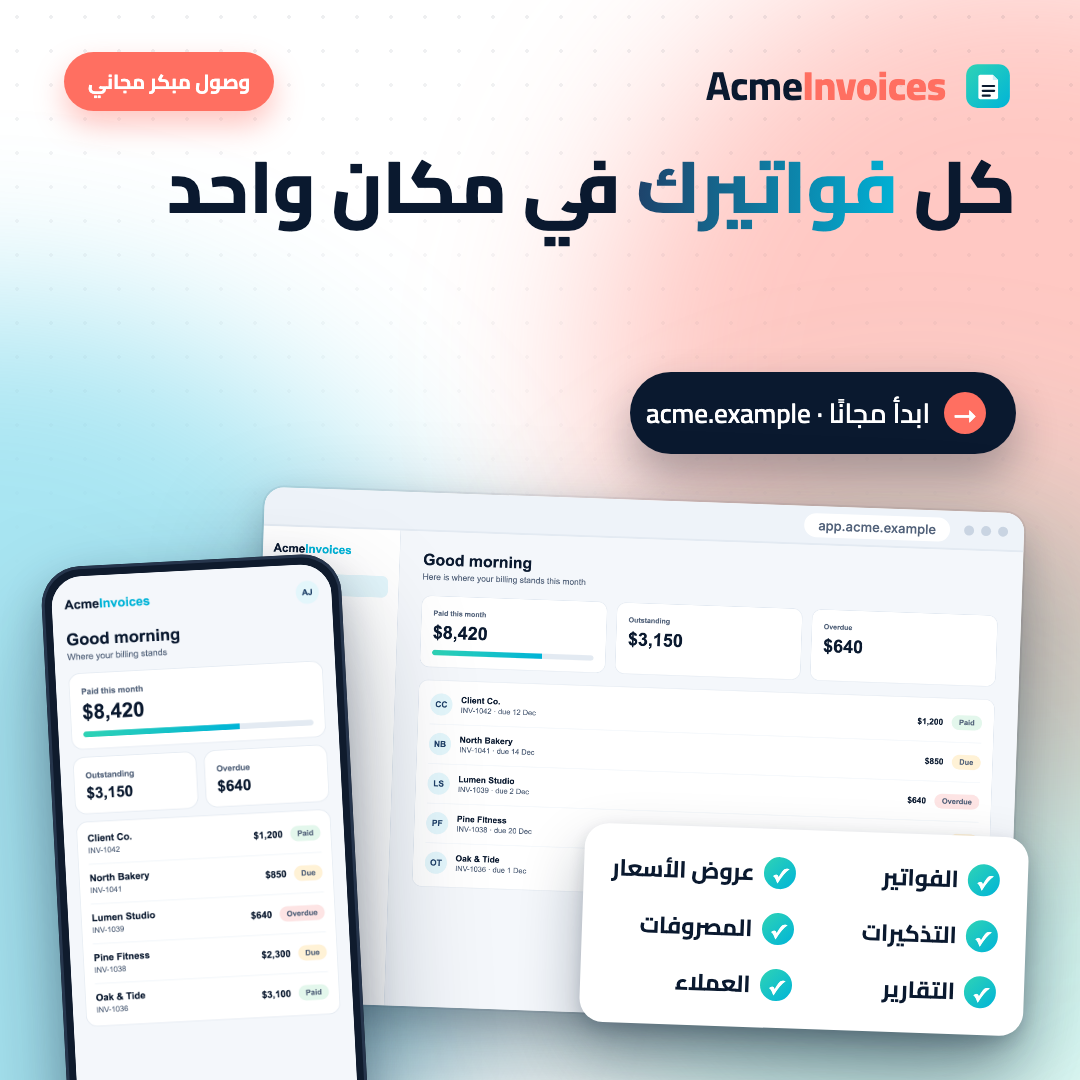 AcmeInvoices
وصول مبكر مجاني
كل فواتيرك في مكان واحد
ابدأ مجانًا · acme.example
app.acme.example
AcmeInvoices
Good morning
Here is where your billing stands this month
Paid this month
$8,420
Outstanding
$3,150
Overdue
$640
CC
Client Co.
INV-1042 · due 12 Dec
$1,200
Paid
NB
North Bakery
INV-1041 · due 14 Dec
$850
Due
LS
Lumen Studio
INV-1039 · due 2 Dec
$640
Overdue
PF
Pine Fitness
INV-1038 · due 20 Dec
OT
Oak & Tide
INV-1036 · due 1 Dec
AcmeInvoices
AJ
Good morning
Where your billing stands
Paid this month
$8,420
Outstanding
$3,150
Overdue
$640
Client Co.
INV-1042
$1,200
Paid
North Bakery
INV-1041
$850
Due
Lumen Studio
INV-1039
$640
Overdue
Pine Fitness
INV-1038
$2,300
Due
Oak & Tide
INV-1036
$3,100
Paid
الفواتير
عروض الأسعار
التذكيرات
المصروفات
التقارير
العملاء